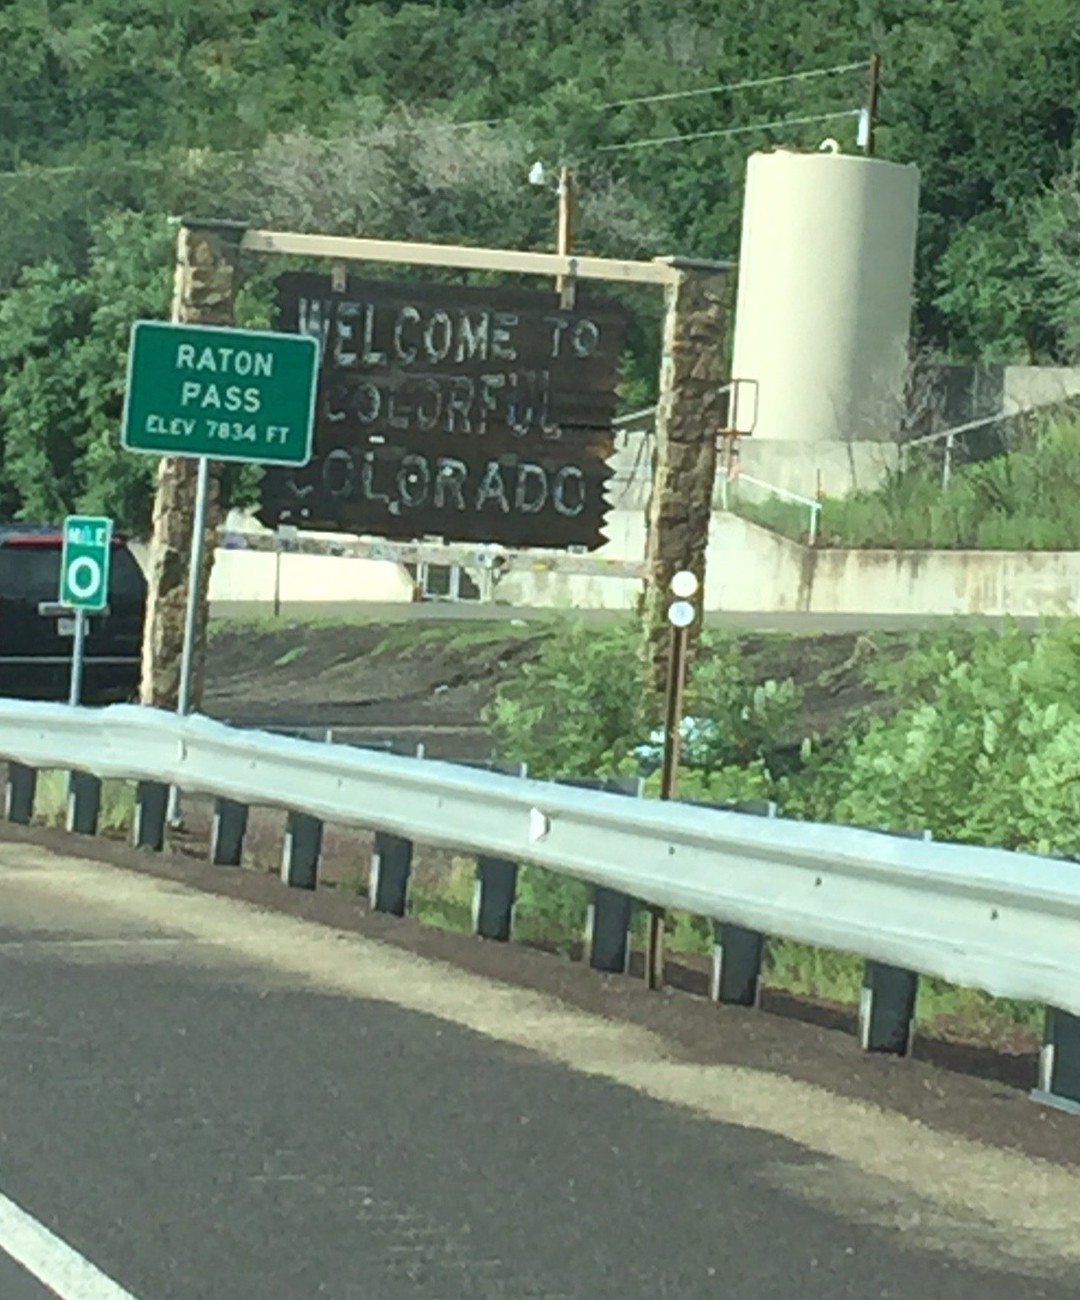 WELCOME TO
COLORFUL
COLORADO
RATON
PASS
ELEV 7834 FT
MILE
0